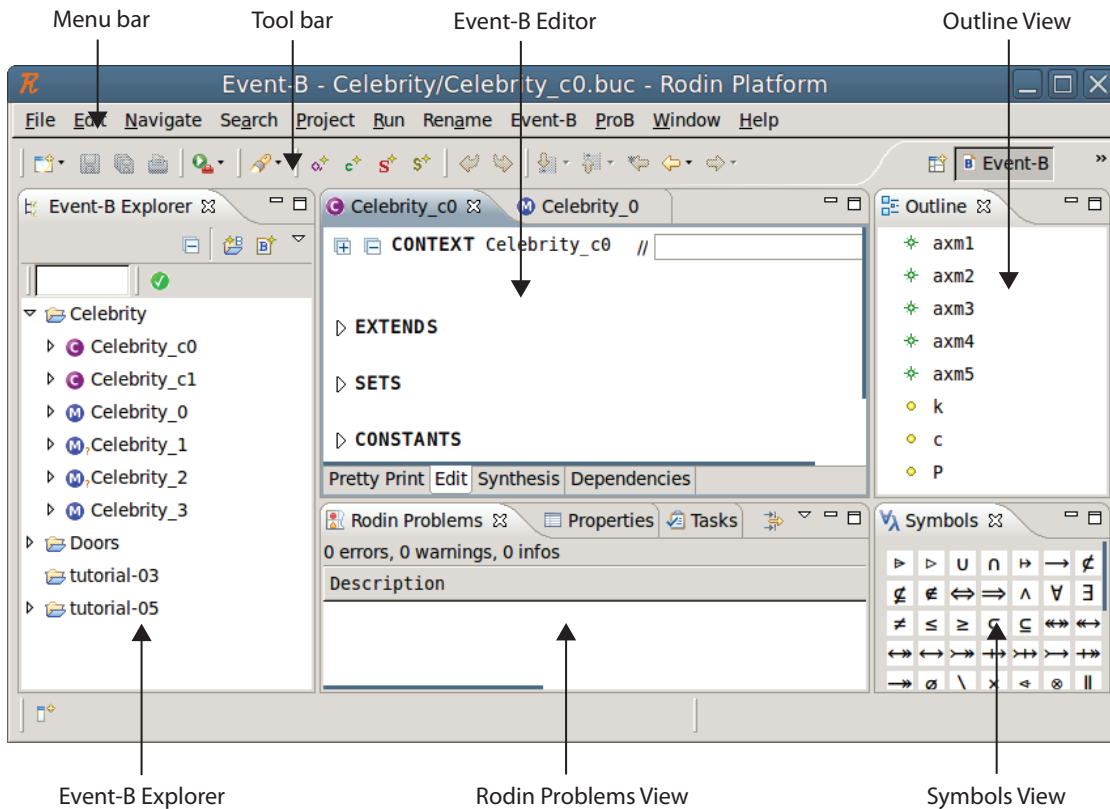 Menu bar
Tool bar
Event-B Editor
Outline View
Event-B - Celebrity/Celebrity_c0.buc - Rodin Platform
File Edit Navigate Search Project Run Rename Event-B ProB Window Help
Event-B
Event-B Explorer
Celebrity_c0
Celebrity_0
Outline
CONTEXT Celebrity_c0 //
EXTENDS
SETS
CONSTANTS
Pretty Print Edit Synthesis Dependencies
Celebrity
Celebrity_c0
Celebrity_c1
Celebrity_0
Celebrity_1
Celebrity_2
Celebrity_3
Doors
tutorial-03
tutorial-05
axm1
axm2
axm3
axm4
axm5
k
c
P
Rodin Problems
Properties
Tasks
0 errors, 0 warnings, 0 infos
Description
Symbols
⩥ ▷ ∪ ∩ ↦ → ⊄
⊈ ∉ ⇔ ⇒ ∧ ∀ ∃
≠ ≤ ≥ ⊂ ⊆
↔ ⤔
∅ \ × ⩤ ⊗ ∥
Event-B Explorer
Rodin Problems View
Symbols View